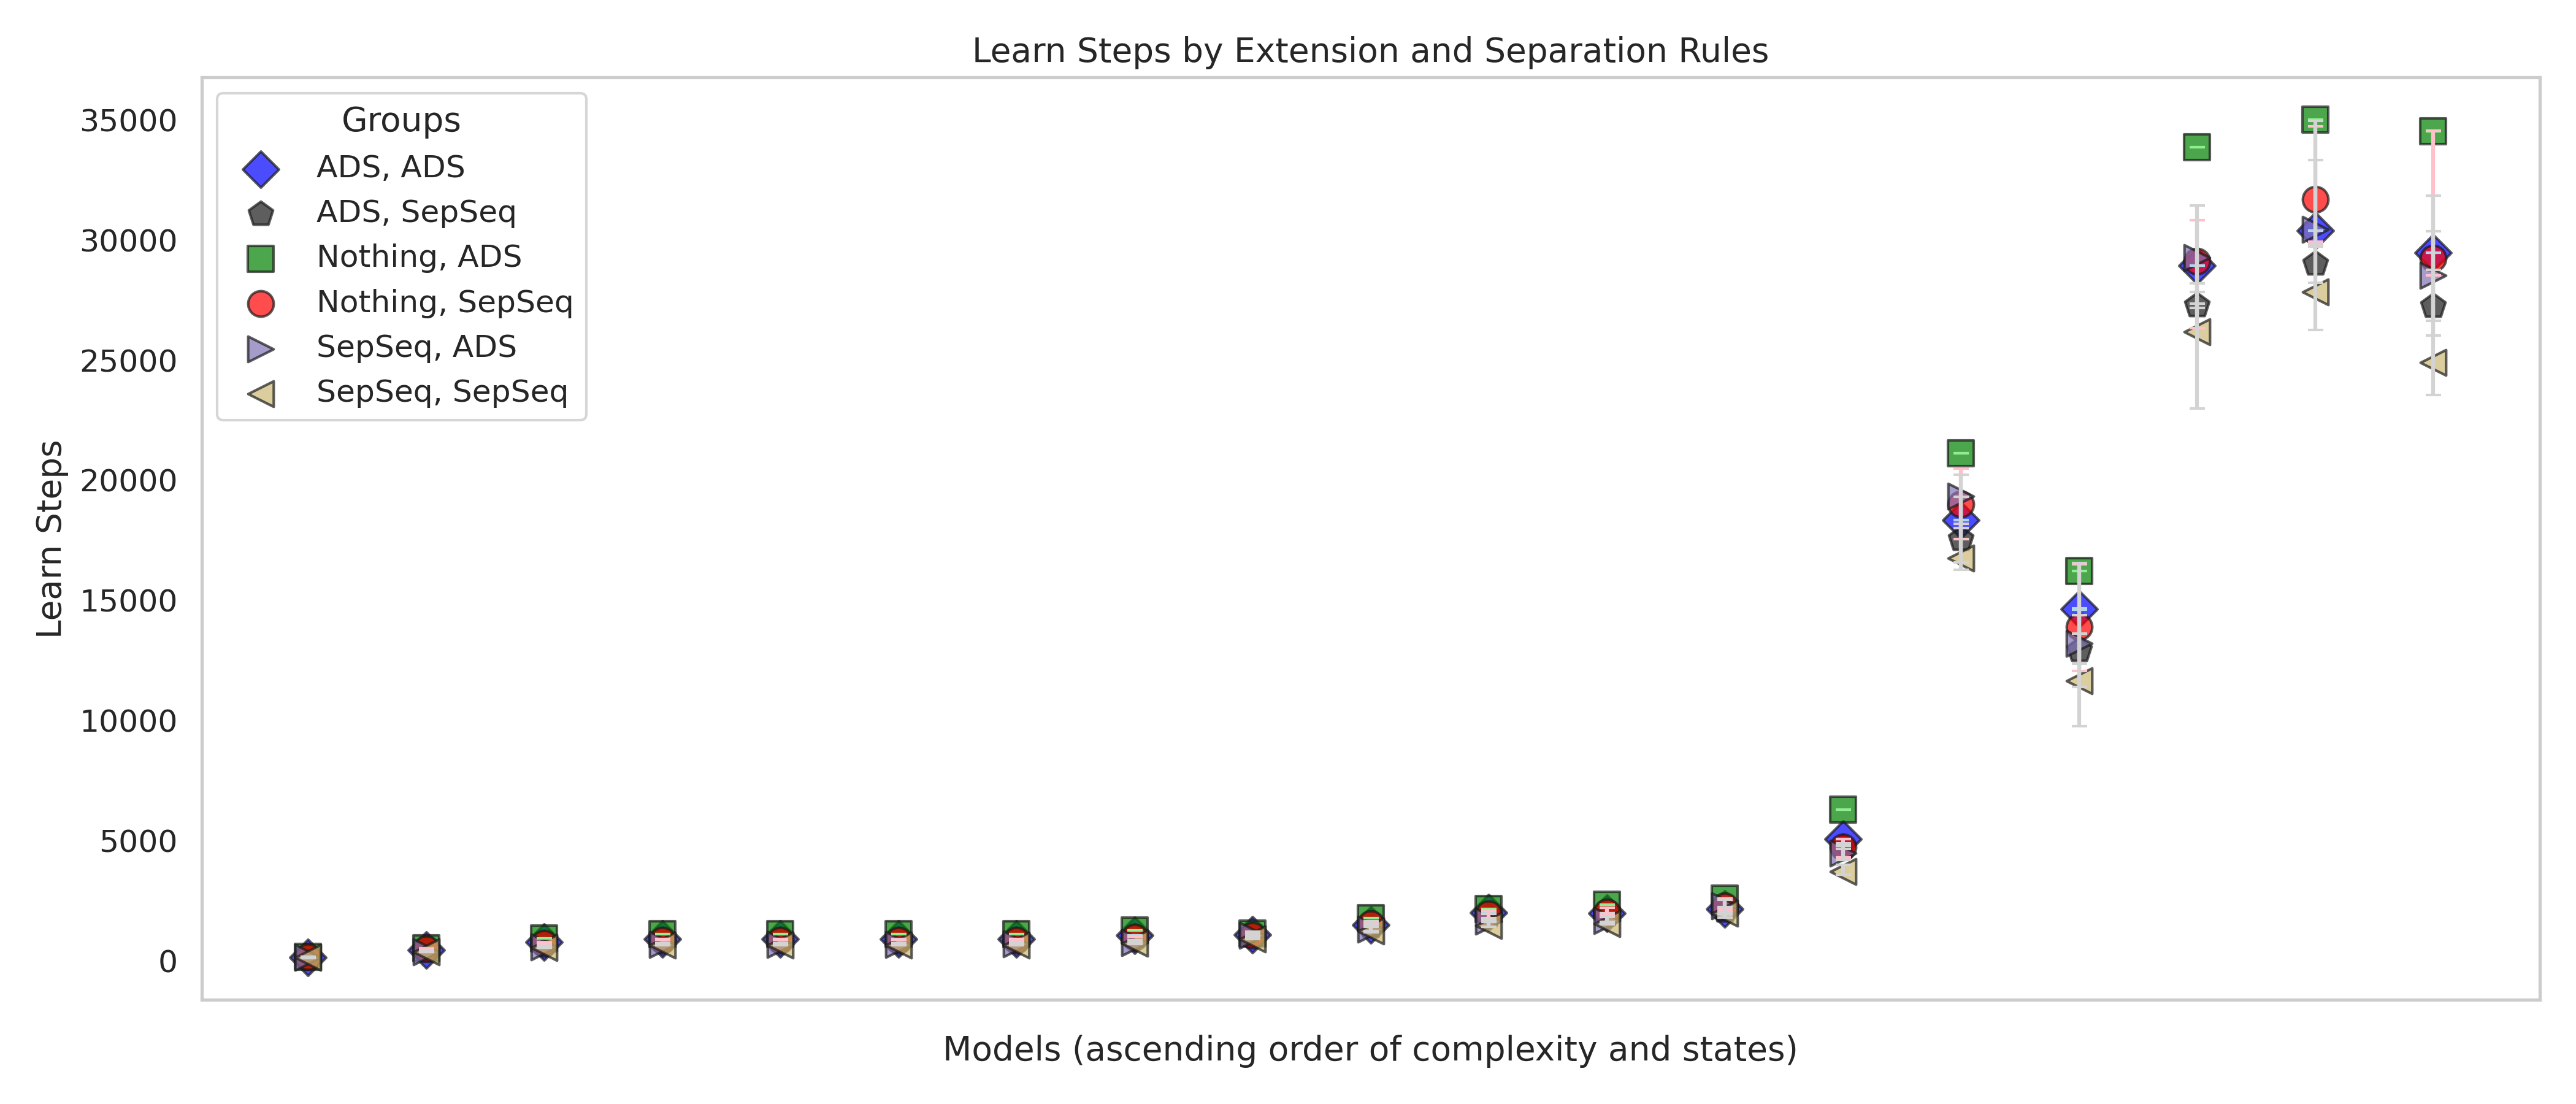 Learn Steps by Extension and Separation Rules
Groups
ADS, ADS
ADS, SepSeq
Nothing, ADS
Nothing, SepSeq
SepSeq, ADS
SepSeq, SepSeq
35000
30000
25000
20000
15000
10000
5000
0
Learn Steps
Models (ascending order of complexity and states)